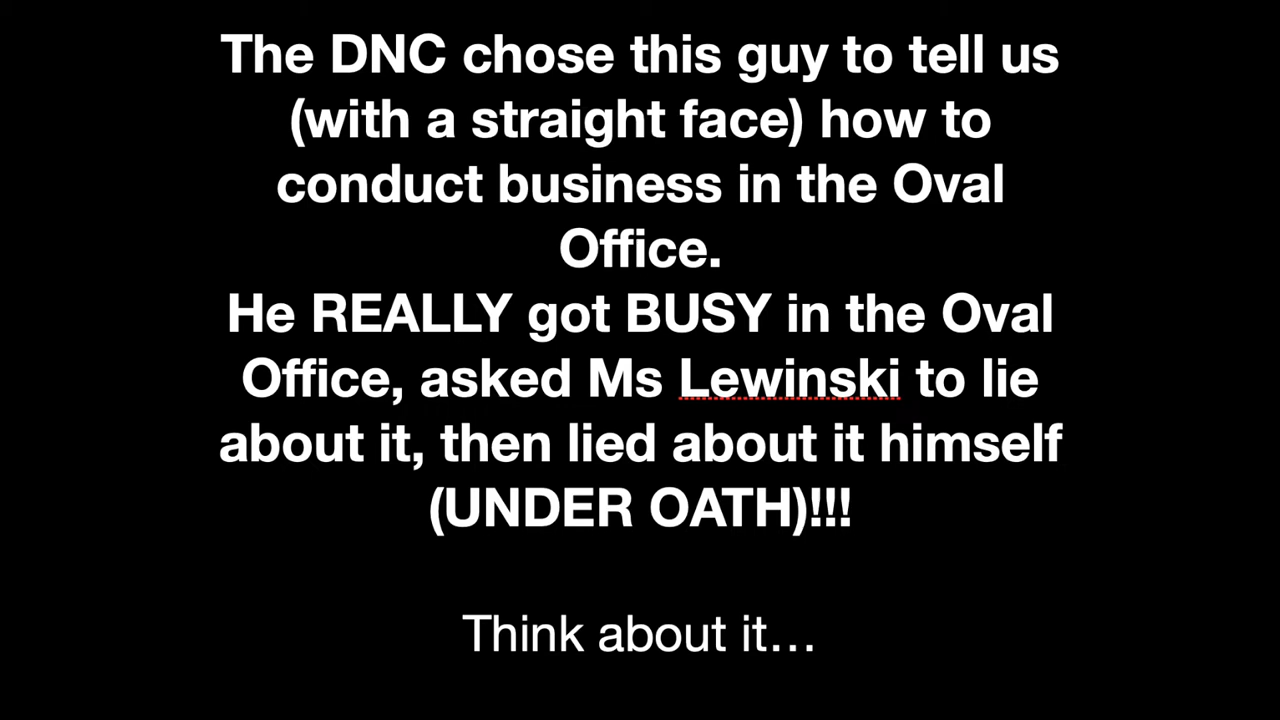 The DNC chose this guy to tell us
(with a straight face) how to
conduct business in the Oval
Office.
He REALLY got BUSY in the Oval
Office, asked Ms Lewinski to lie
about it, then lied about it himself
(UNDER OATH)!!!
Think about it…